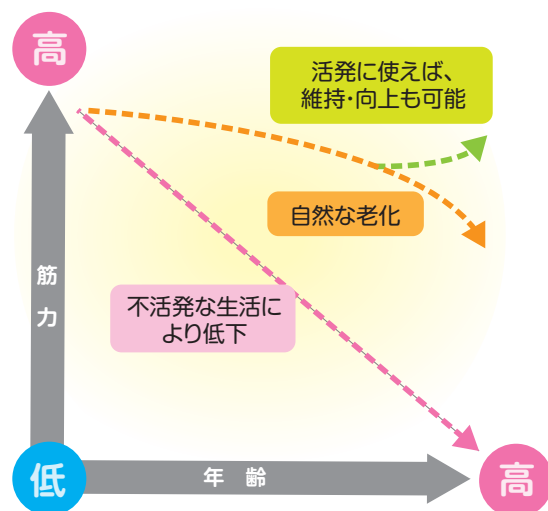 高
活発に使えば、
維持・向上も可能
自然な老化
筋力
不活発な生活に
より低下
低
年齢
高